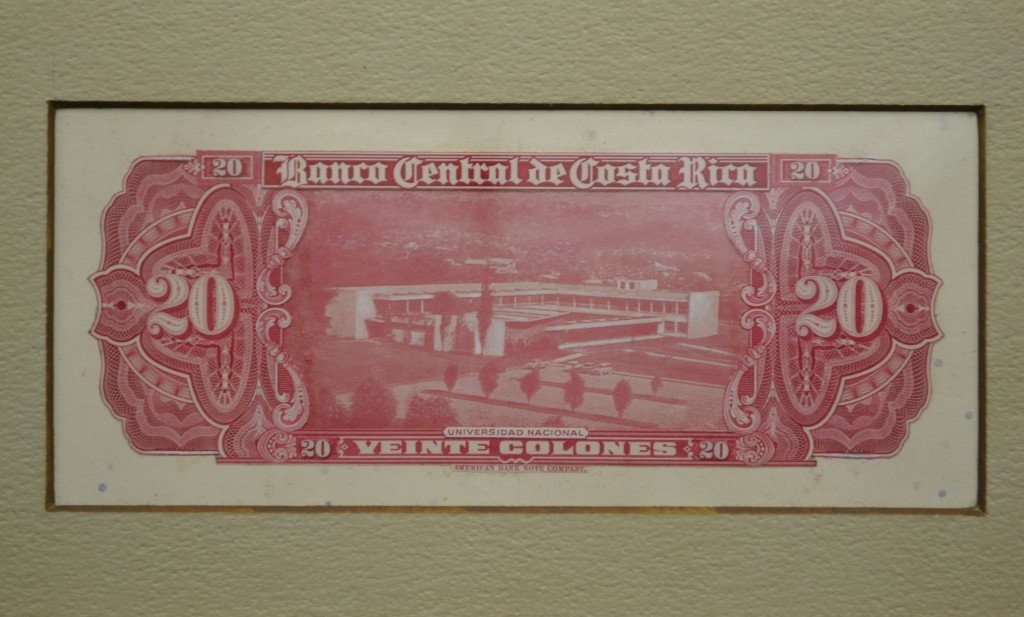 20 Banco Central de Costa Rica 20
20 20
UNIVERSIDAD NACIONAL
20 VEINTE COLONES 20
AMERICAN BANK NOTE COMPANY.